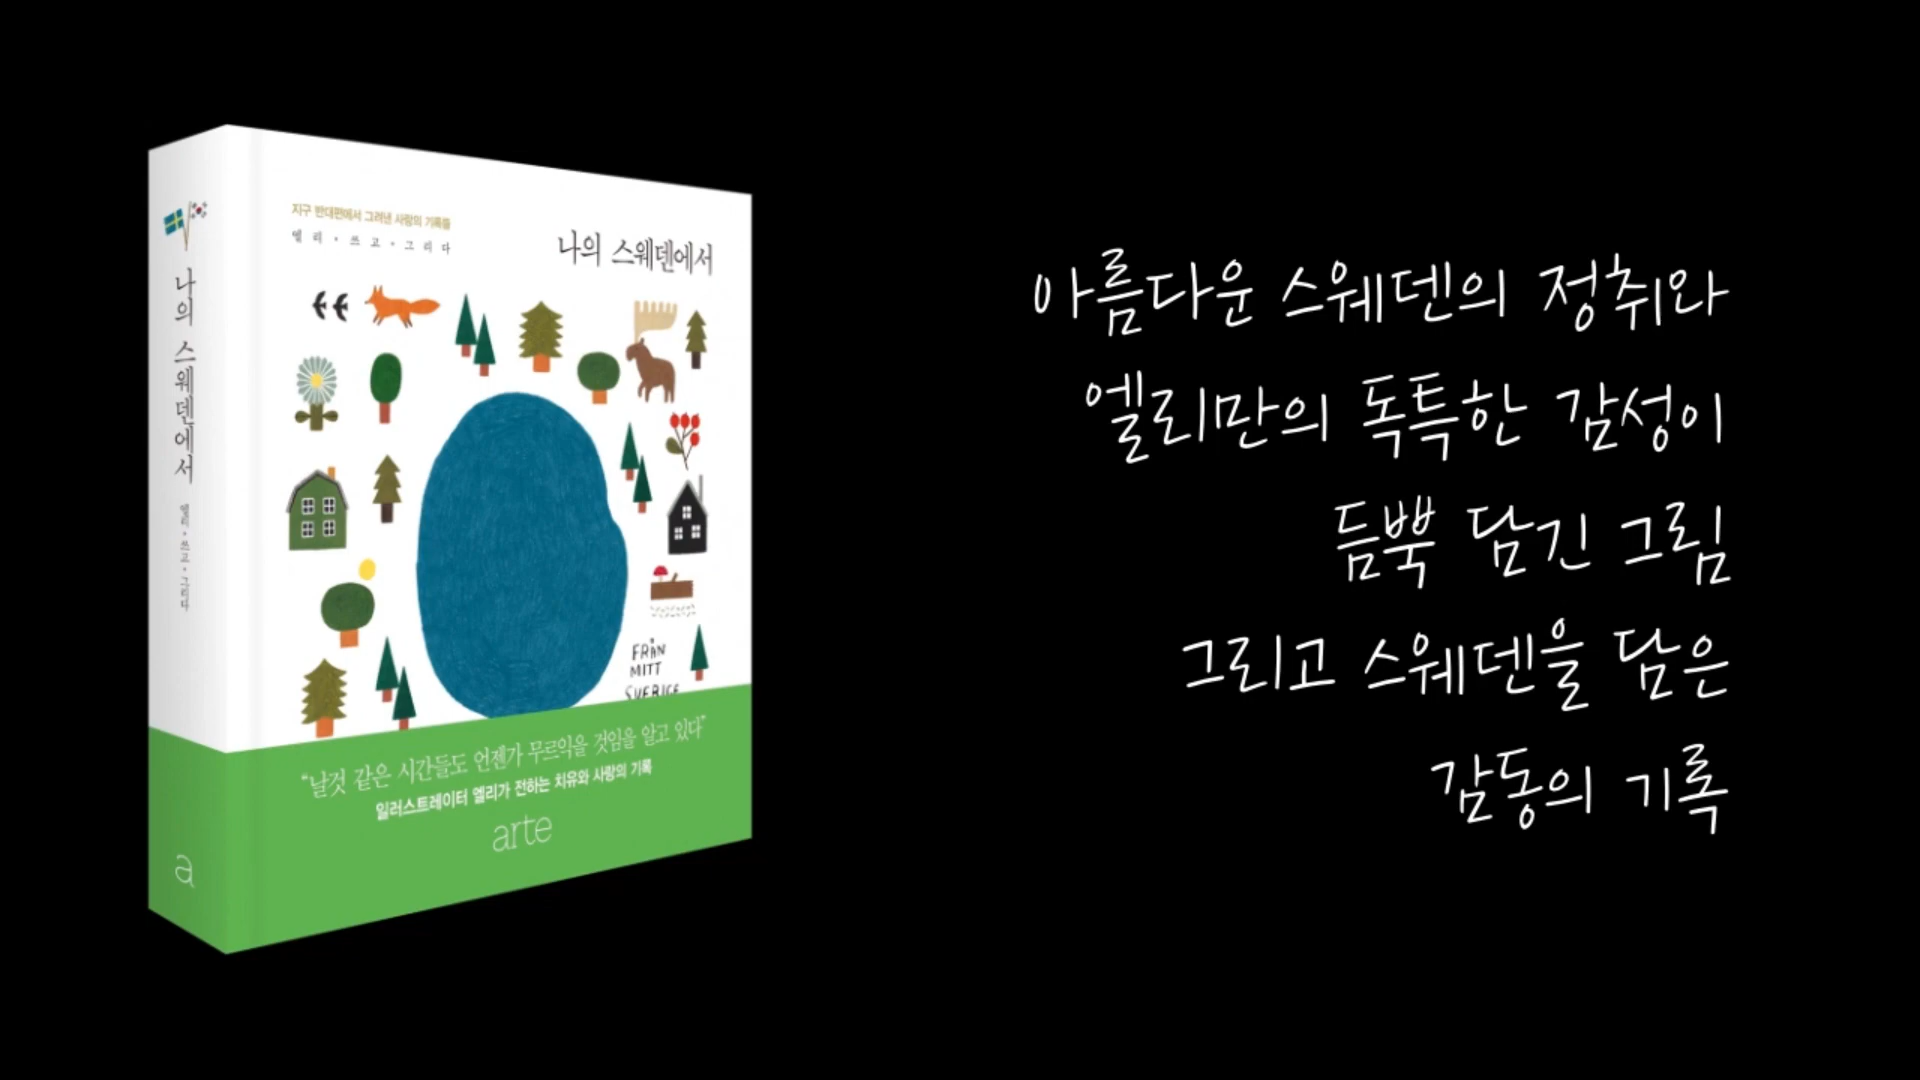 나의 스웨덴에서
엘리•쓰고•그리다
a
지구 반대편에서 그려낸 사랑의 기록들
엘리•쓰고•그리다
나의 스웨덴에서
FRÅN
MITT
SVERIGE
“날것 같은 시간들도 언젠가 무르익을 것임을 알고 있다”
일러스트레이터 엘리가 전하는 치유와 사랑의 기록
arte
아름다운 스웨덴의 정취와
엘리만의 독특한 감성이
듬뿍 담긴 그림
그리고 스웨덴을 담은
감동의 기록